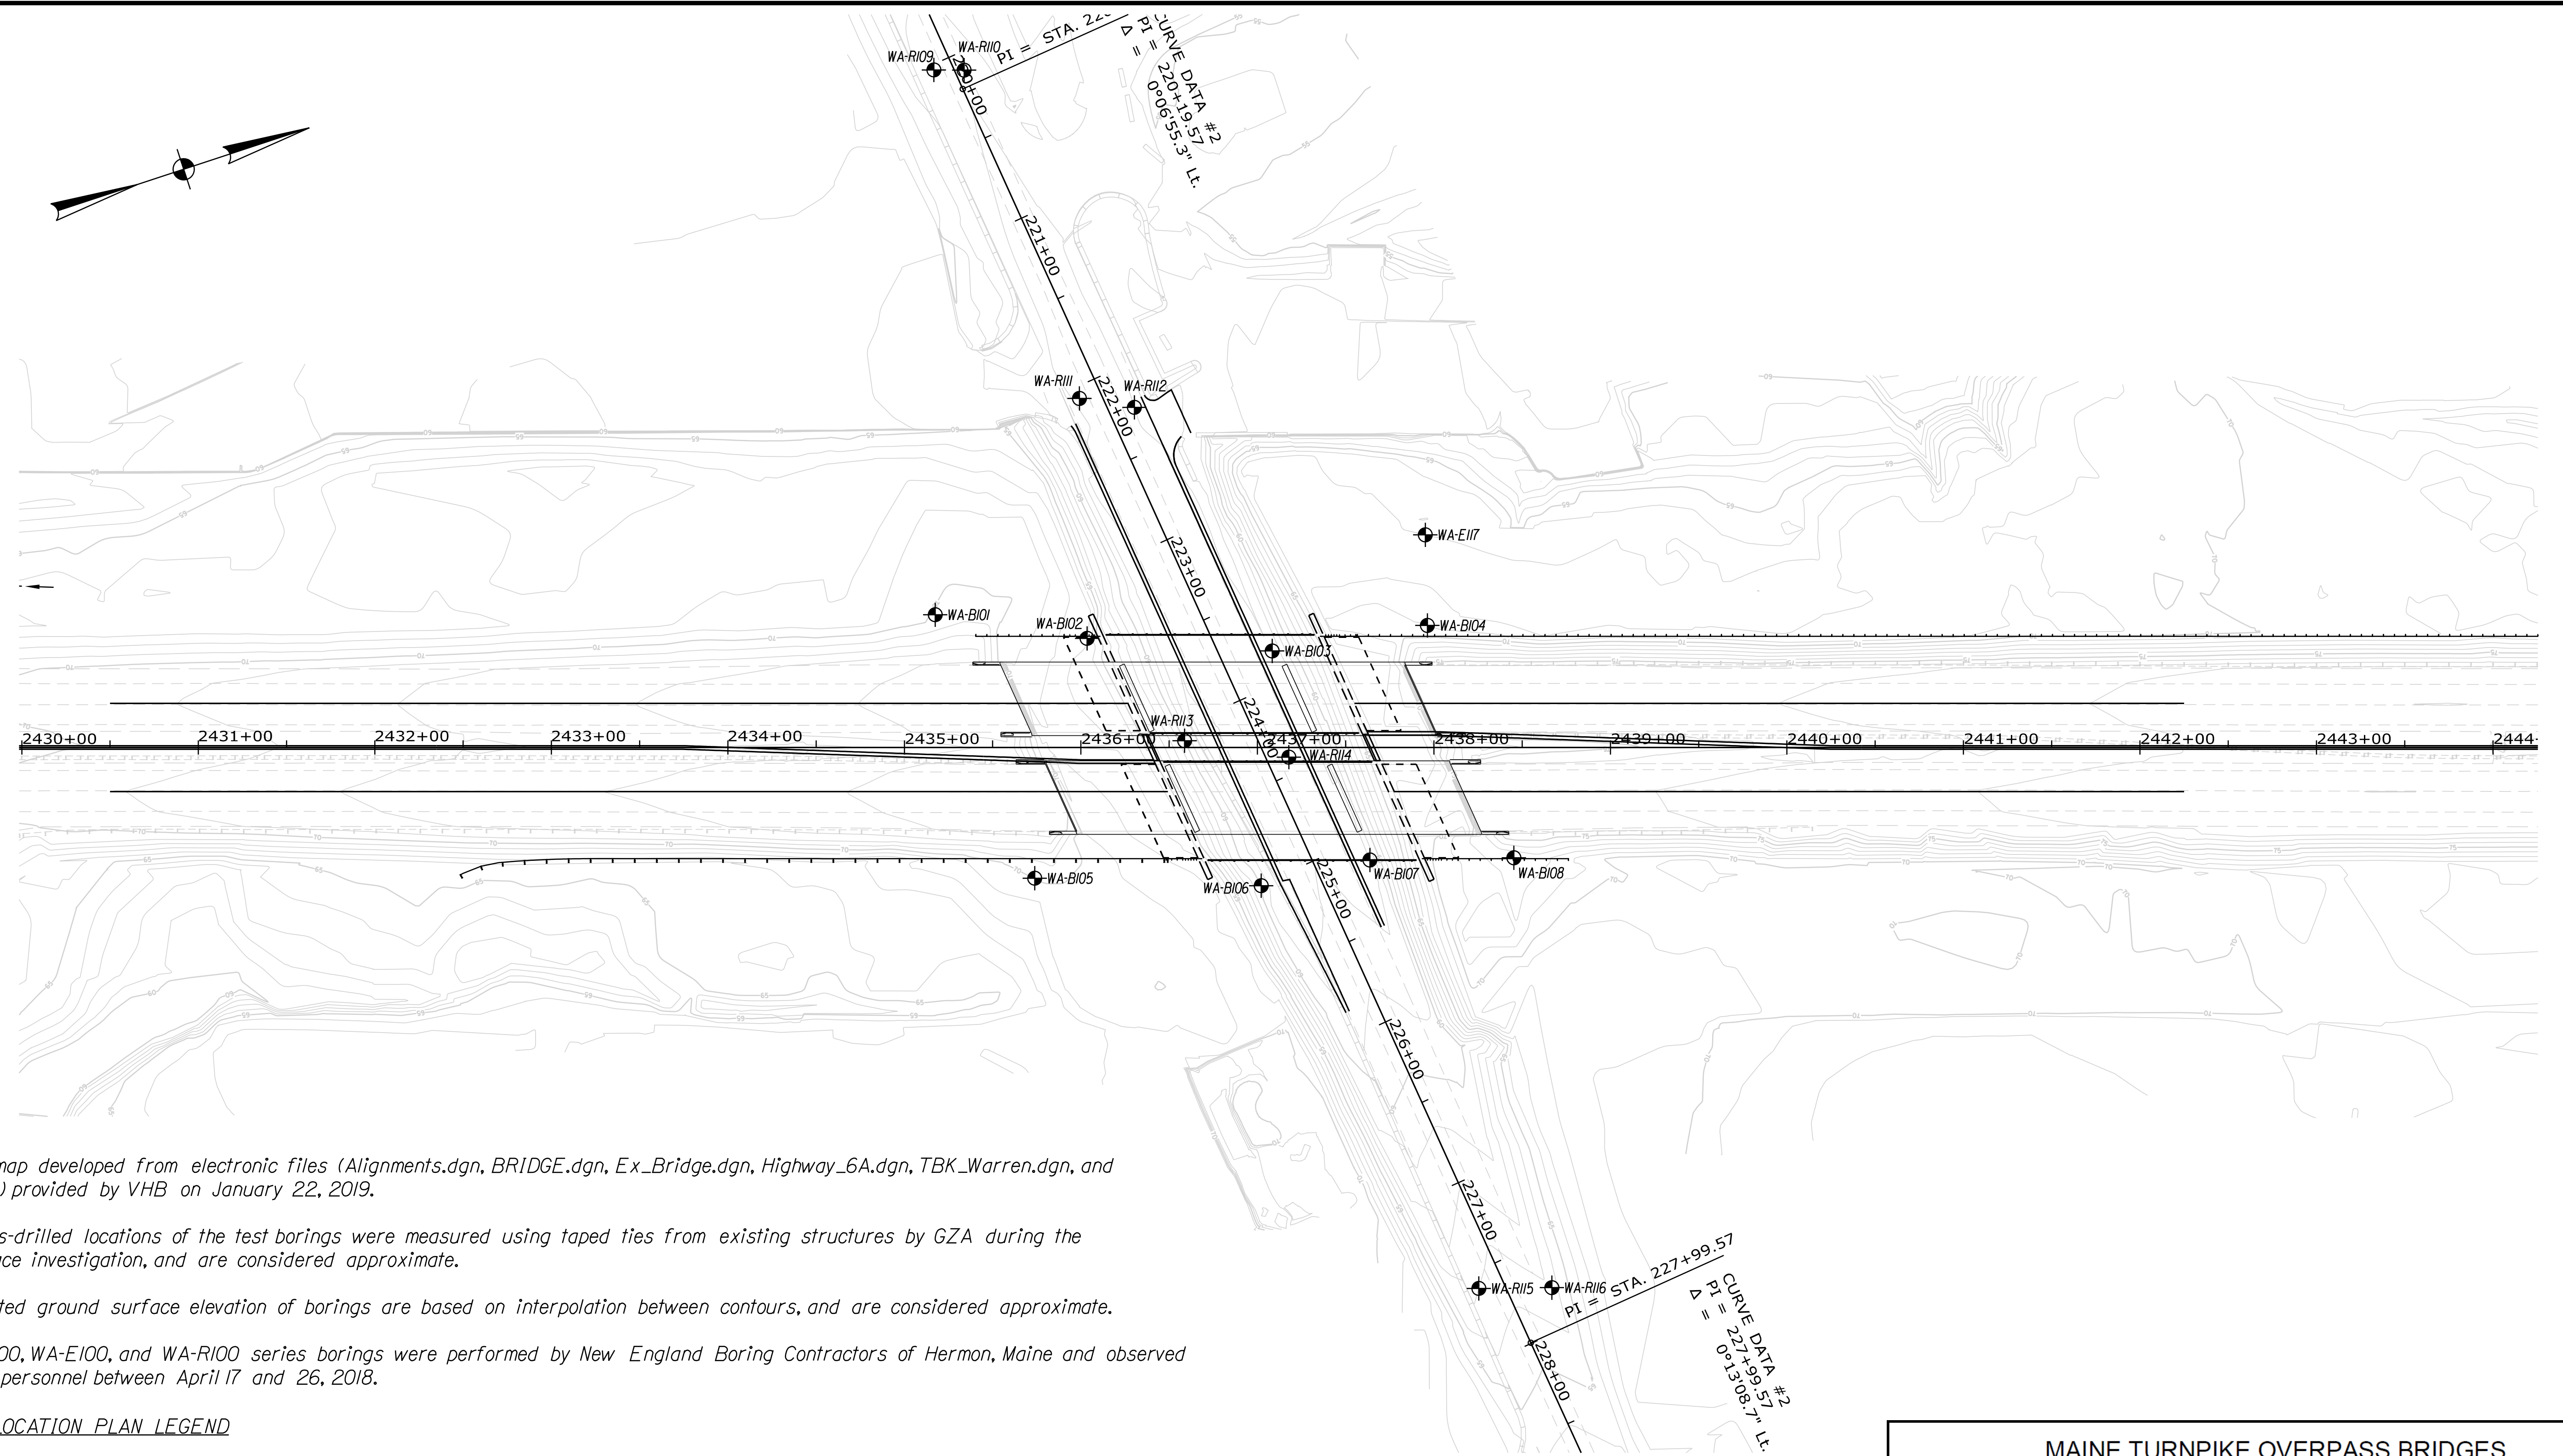 WA-R109
WA-R110
PI = STA. 220
220+00
CURVE DATA #2
PI = 220+19.57
Δ = 0°06'55.3" Lt.
221+00
WA-R111
WA-R112
222+00
WA-E117
223+00
WA-B101
WA-B102
WA-B103
WA-B104
224+00
WA-R113
WA-R114
2430+00
2431+00
2432+00
2433+00
2434+00
2435+00
2436+00
2437+00
2438+00
2439+00
2440+00
2441+00
2442+00
2443+00
2444
WA-B105
WA-B106
WA-B107
WA-B108
225+00
226+00
227+00
WA-R115
WA-R116
PI = STA. 227+99.57
CURVE DATA #2
PI = 227+99.57
Δ = 0°13'08.7" Lt.
228+00
map developed from electronic files (Alignments.dgn, BRIDGE.dgn, Ex_Bridge.dgn, Highway_6A.dgn, TBK_Warren.dgn, and
) provided by VHB on January 22, 2019.
s-drilled locations of the test borings were measured using taped ties from existing structures by GZA during the
ce investigation, and are considered approximate.
ted ground surface elevation of borings are based on interpolation between contours, and are considered approximate.
00, WA-E100, and WA-R100 series borings were performed by New England Boring Contractors of Hermon, Maine and observed
personnel between April 17 and 26, 2018.
LOCATION PLAN LEGEND
MAINE TURNPIKE OVERPASS BRIDGES